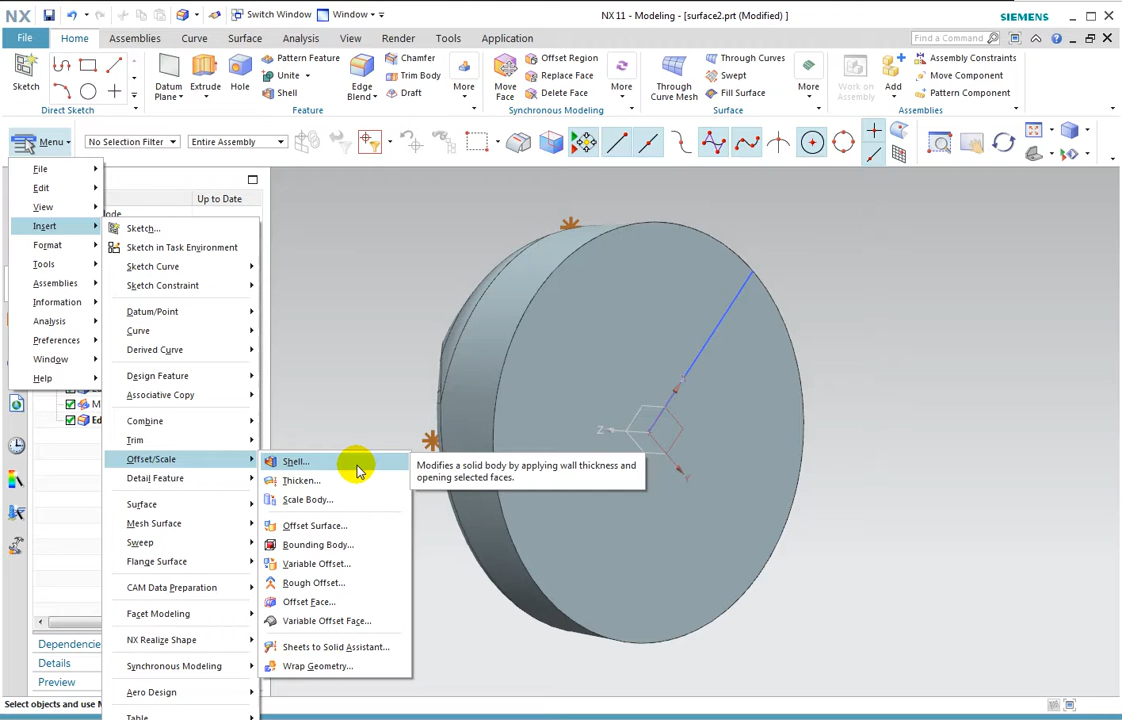 NX
Switch Window
Window
NX 11 - Modeling - [surface2.prt (Modified) ]
SIEMENS
File
Home
Assemblies
Curve
Surface
Analysis
View
Render
Tools
Application
Find a Command
Sketch
Direct Sketch
Datum Plane
Extrude
Hole
Pattern Feature
Unite
Shell
Edge Blend
Chamfer
Trim Body
Draft
More
Feature
Move Face
Offset Region
Replace Face
Delete Face
More
Synchronous Modeling
Through Curve Mesh
Through Curves
Swept
Fill Surface
More
Surface
Work on Assembly
Add
Assembly Constraints
Move Component
Pattern Component
Assemblies
Menu
No Selection Filter
Entire Assembly
File
Edit
View
Insert
Format
Tools
Assemblies
Information
Analysis
Preferences
Window
Help
Up to Date
ode
Sketch...
Sketch in Task Environment
Sketch Curve
Sketch Constraint
Datum/Point
Curve
Derived Curve
Design Feature
Associative Copy
Combine
Trim
Offset/Scale
Detail Feature
Surface
Mesh Surface
Sweep
Flange Surface
CAM Data Preparation
Facet Modeling
NX Realize Shape
Synchronous Modeling
Aero Design
Table
Shell...
Thicken...
Scale Body...
Offset Surface...
Bounding Body...
Variable Offset...
Rough Offset...
Offset Face...
Variable Offset Face...
Sheets to Solid Assistant...
Wrap Geometry...
Modifies a solid body by applying wall thickness and
opening selected faces.
Z
Y
M
Ed
Dependencies
Details
Preview
Select objects and use M